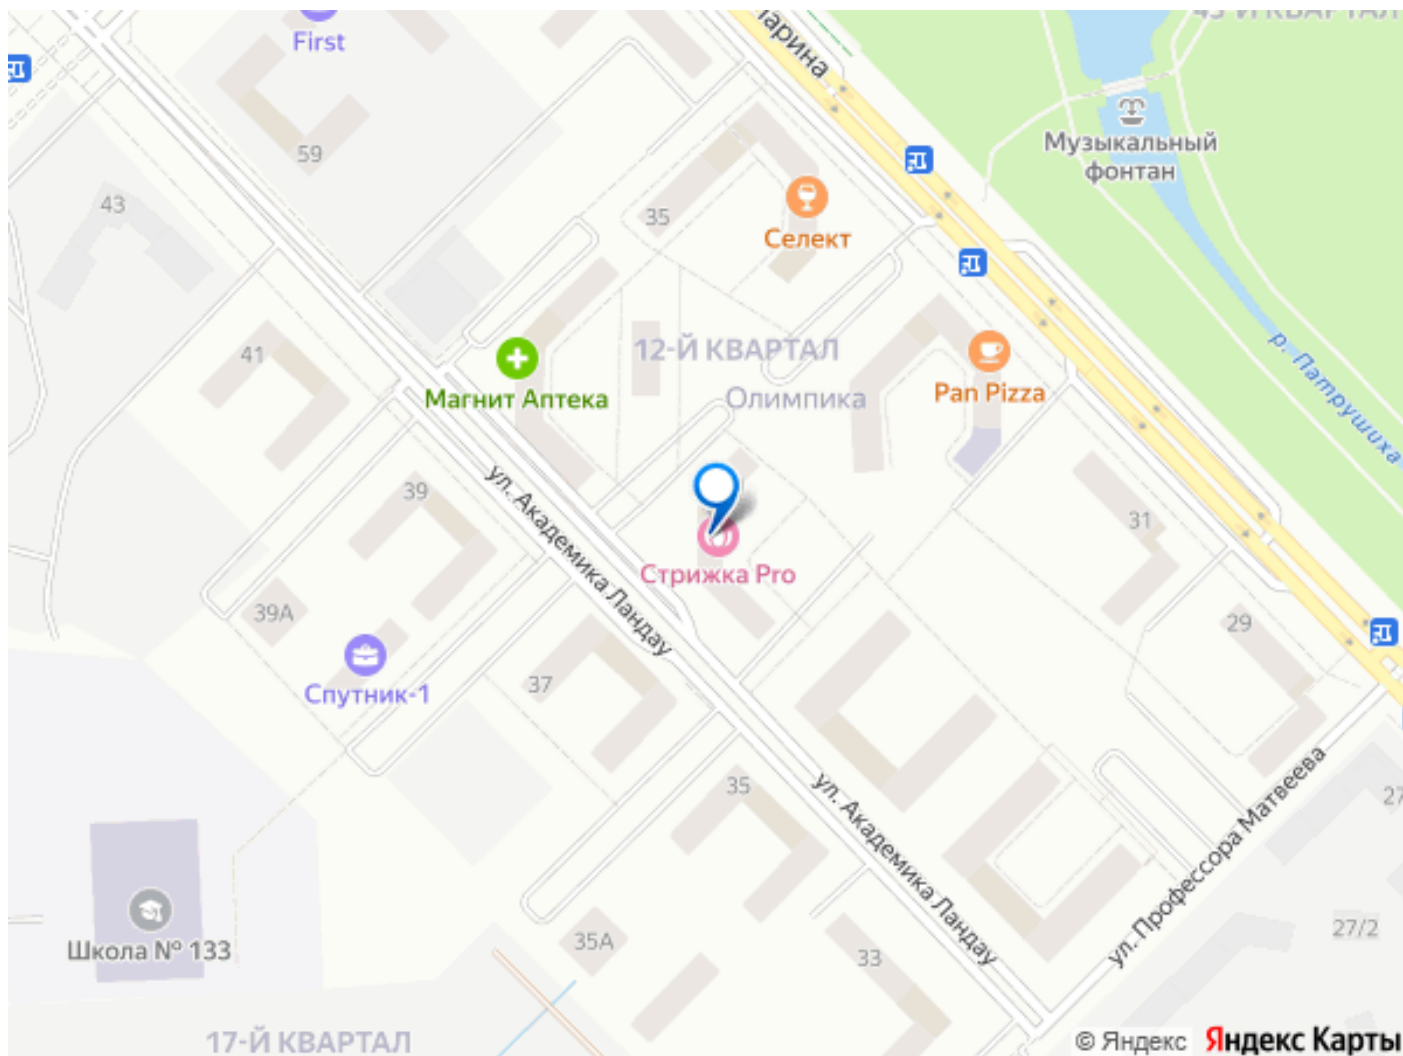 First
59
43
35
Селект
Музыкальный
фонтан
41
12-Й КВАРТАЛ
Магнит Аптека
Олимпика
Pan Pizza
р. Патрушиха
39
ул. Академика Ландау
31
Стрижка Pro
39А
29
Спутник-1
37
35
ул. Академика Ландау
ул. Профессора Матвеева
27/2
Школа № 133
35А
33
17-Й КВАРТАЛ
© Яндекс Яндекс Карты